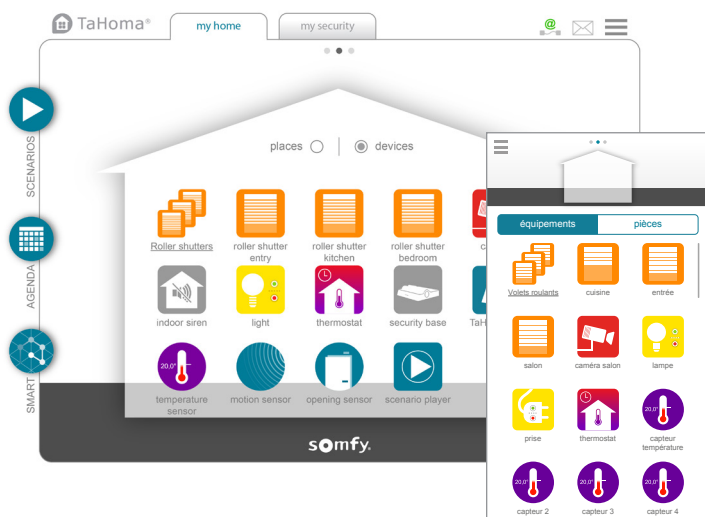 TaHoma®
my home
my security
@
places
devices
SCENARIOS
AGENDA
SMART
Roller shutters
roller shutter
entry
roller shutter
kitchen
roller shutter
bedroom
indoor siren
light
thermostat
security base
20,0°
temperature
sensor
motion sensor
opening sensor
scenario player
somfy.
équipements
pièces
Volets roulants
cuisine
entrée
salon
caméra salon
lampe
prise
thermostat
20,0°
capteur
température
20,0°
20,0°
20,0°
capteur 2
capteur 3
capteur 4